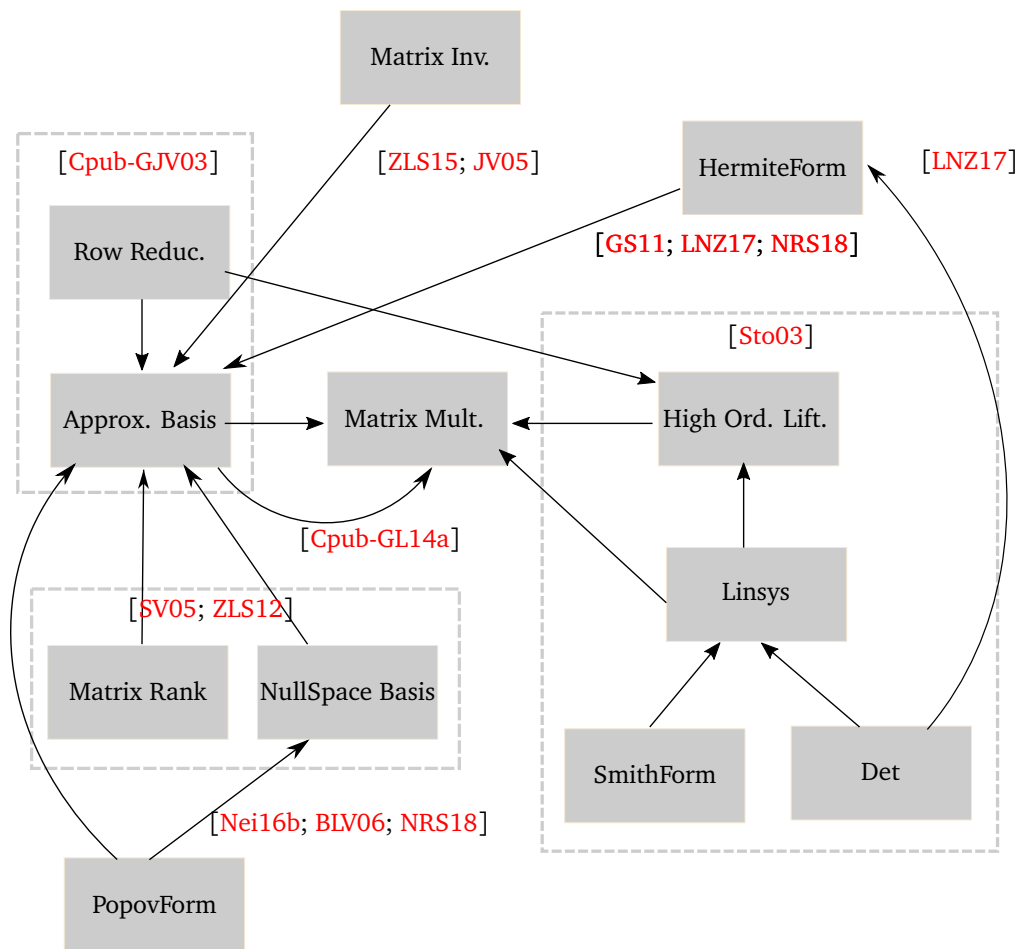 Matrix Inv.
[Cpub-GJV03]
[ZLS15; JV05]
HermiteForm
[LNZ17]
Row Reduc.
[GS11; LNZ17; NRS18]
[Sto03]
Approx. Basis
Matrix Mult.
High Ord. Lift.
[Cpub-GL14a]
Linsys
[SV05; ZLS12]
Matrix Rank
NullSpace Basis
SmithForm
Det
[Nei16b; BLV06; NRS18]
PopovForm